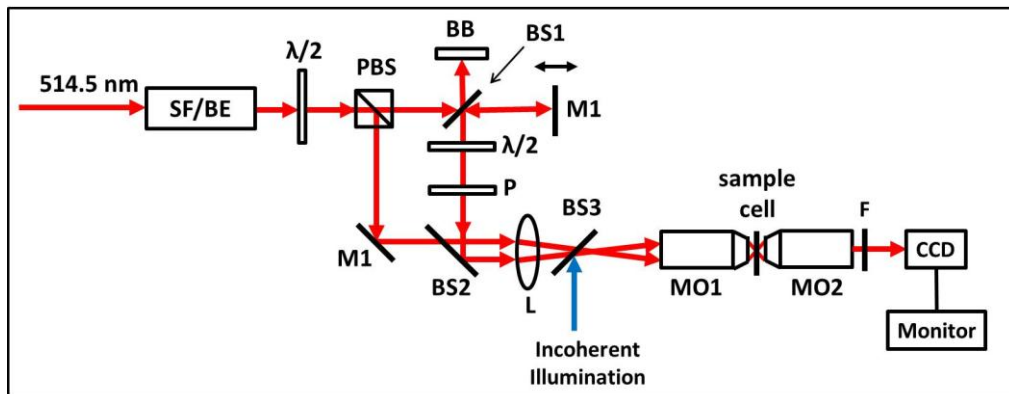 BB
BS1
λ/2
PBS
514.5 nm
SF/BE
M1
λ/2
P
sample
cell
BS3
F
CCD
M1
BS2
L
MO1
MO2
Monitor
Incoherent
Illumination